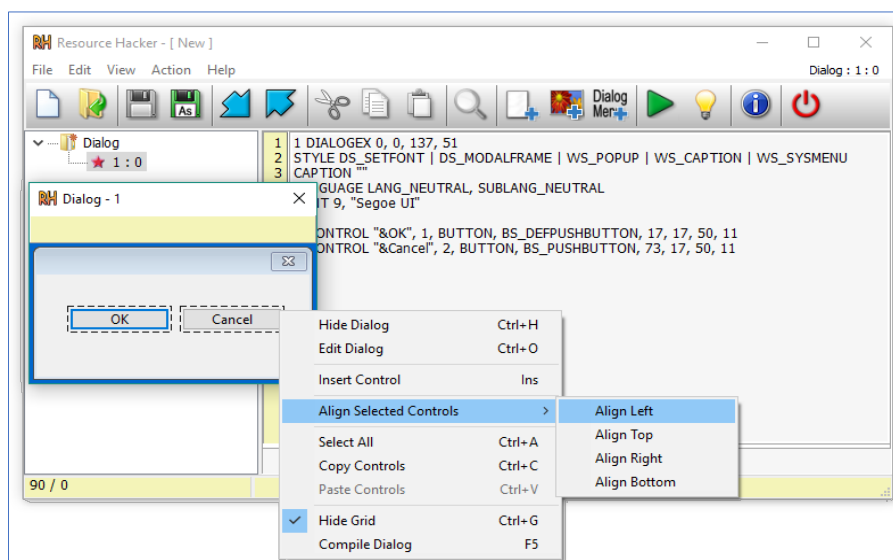 RH Resource Hacker - [ New ]
File Edit View Action Help Dialog : 1 : 0
As Dialog Mer
Dialog
1 : 0
1 1 DIALOGEX 0, 0, 137, 51
2 STYLE DS_SETFONT | DS_MODALFRAME | WS_POPUP | WS_CAPTION | WS_SYSMENU
3 CAPTION ""
GUAGE LANG_NEUTRAL, SUBLANG_NEUTRAL
T 9, "Segoe UI"
ONTROL "&OK", 1, BUTTON, BS_DEFPUSHBUTTON, 17, 17, 50, 11
ONTROL "&Cancel", 2, BUTTON, BS_PUSHBUTTON, 73, 17, 50, 11
RH Dialog - 1
OK Cancel
Hide Dialog Ctrl+H
Edit Dialog Ctrl+O
Insert Control Ins
Align Selected Controls >
Select All Ctrl+A
Copy Controls Ctrl+C
Paste Controls Ctrl+V
Hide Grid Ctrl+G
Compile Dialog F5
Align Left
Align Top
Align Right
Align Bottom
90 / 0